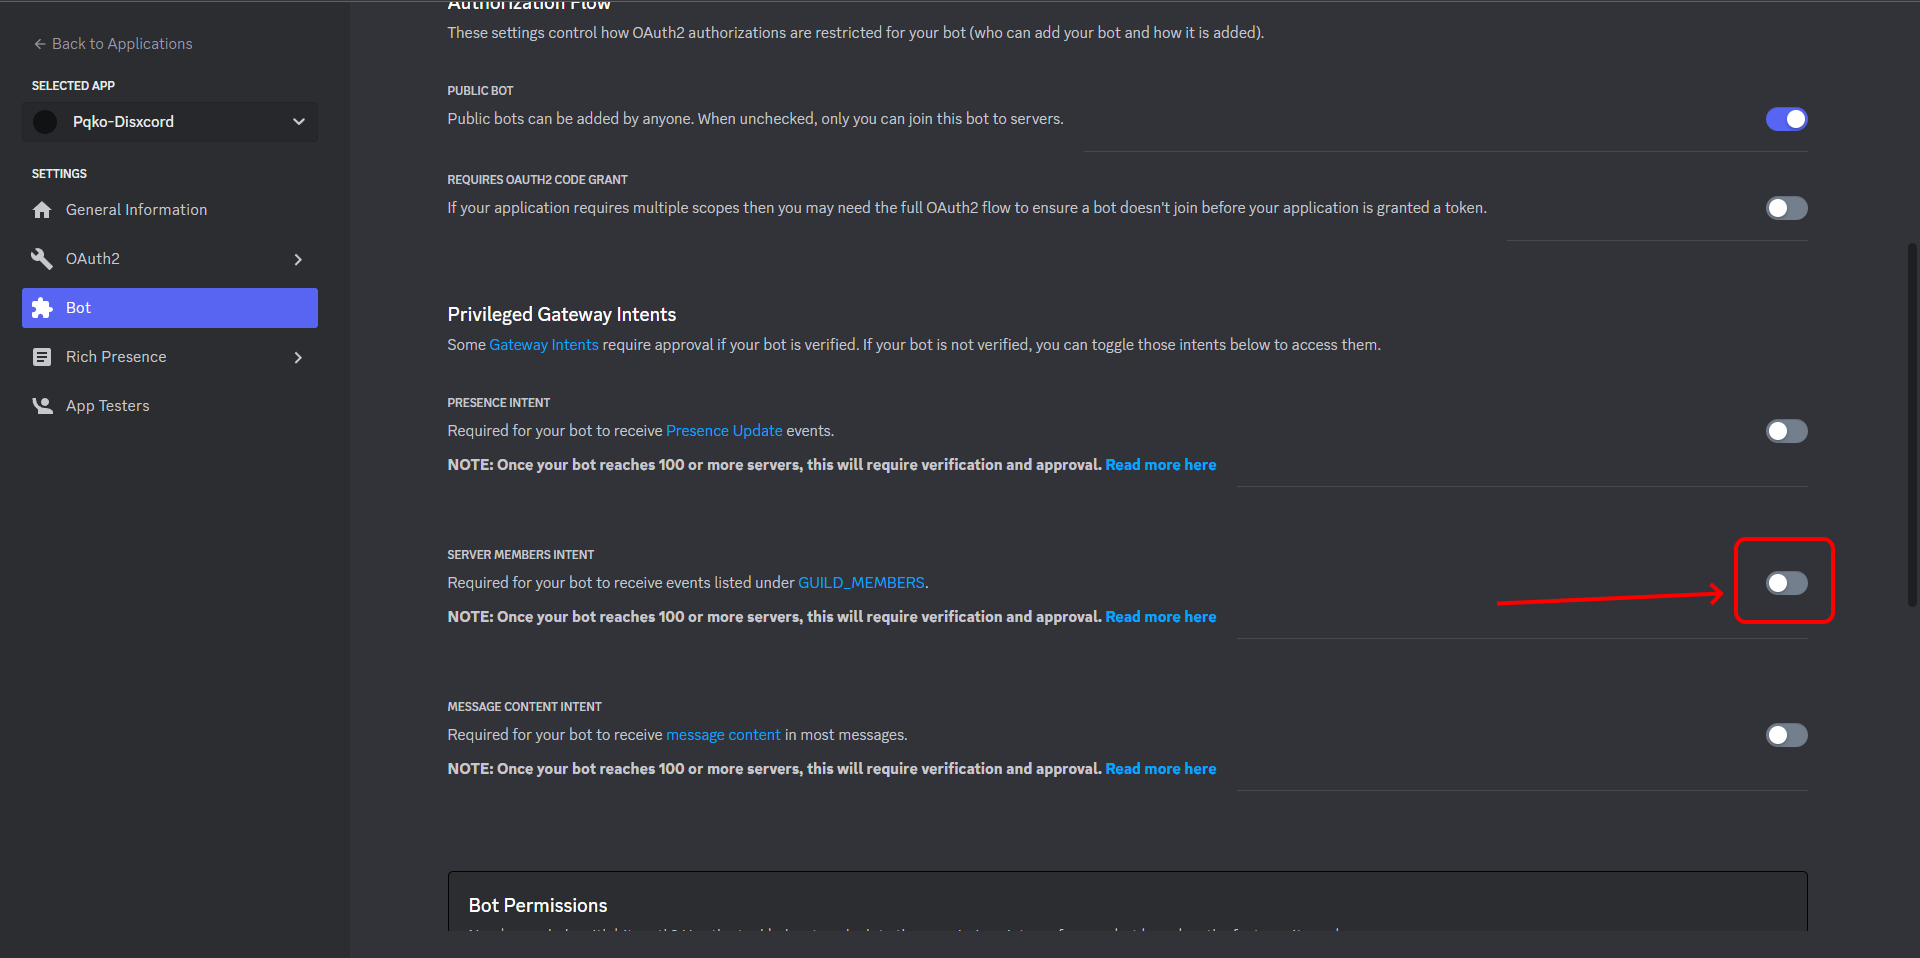 Authorization Flow
These settings control how OAuth2 authorizations are restricted for your bot (who can add your bot and how it is added).
← Back to Applications
SELECTED APP
Pqko-Disxcord
SETTINGS
General Information
OAuth2
Bot
Rich Presence
App Testers
PUBLIC BOT
Public bots can be added by anyone. When unchecked, only you can join this bot to servers.
REQUIRES OAUTH2 CODE GRANT
If your application requires multiple scopes then you may need the full OAuth2 flow to ensure a bot doesn't join before your application is granted a token.
Privileged Gateway Intents
Some Gateway Intents require approval if your bot is verified. If your bot is not verified, you can toggle those intents below to access them.
PRESENCE INTENT
Required for your bot to receive Presence Update events.
NOTE: Once your bot reaches 100 or more servers, this will require verification and approval. Read more here
SERVER MEMBERS INTENT
Required for your bot to receive events listed under GUILD_MEMBERS.
NOTE: Once your bot reaches 100 or more servers, this will require verification and approval. Read more here
MESSAGE CONTENT INTENT
Required for your bot to receive message content in most messages.
NOTE: Once your bot reaches 100 or more servers, this will require verification and approval. Read more here
Bot Permissions